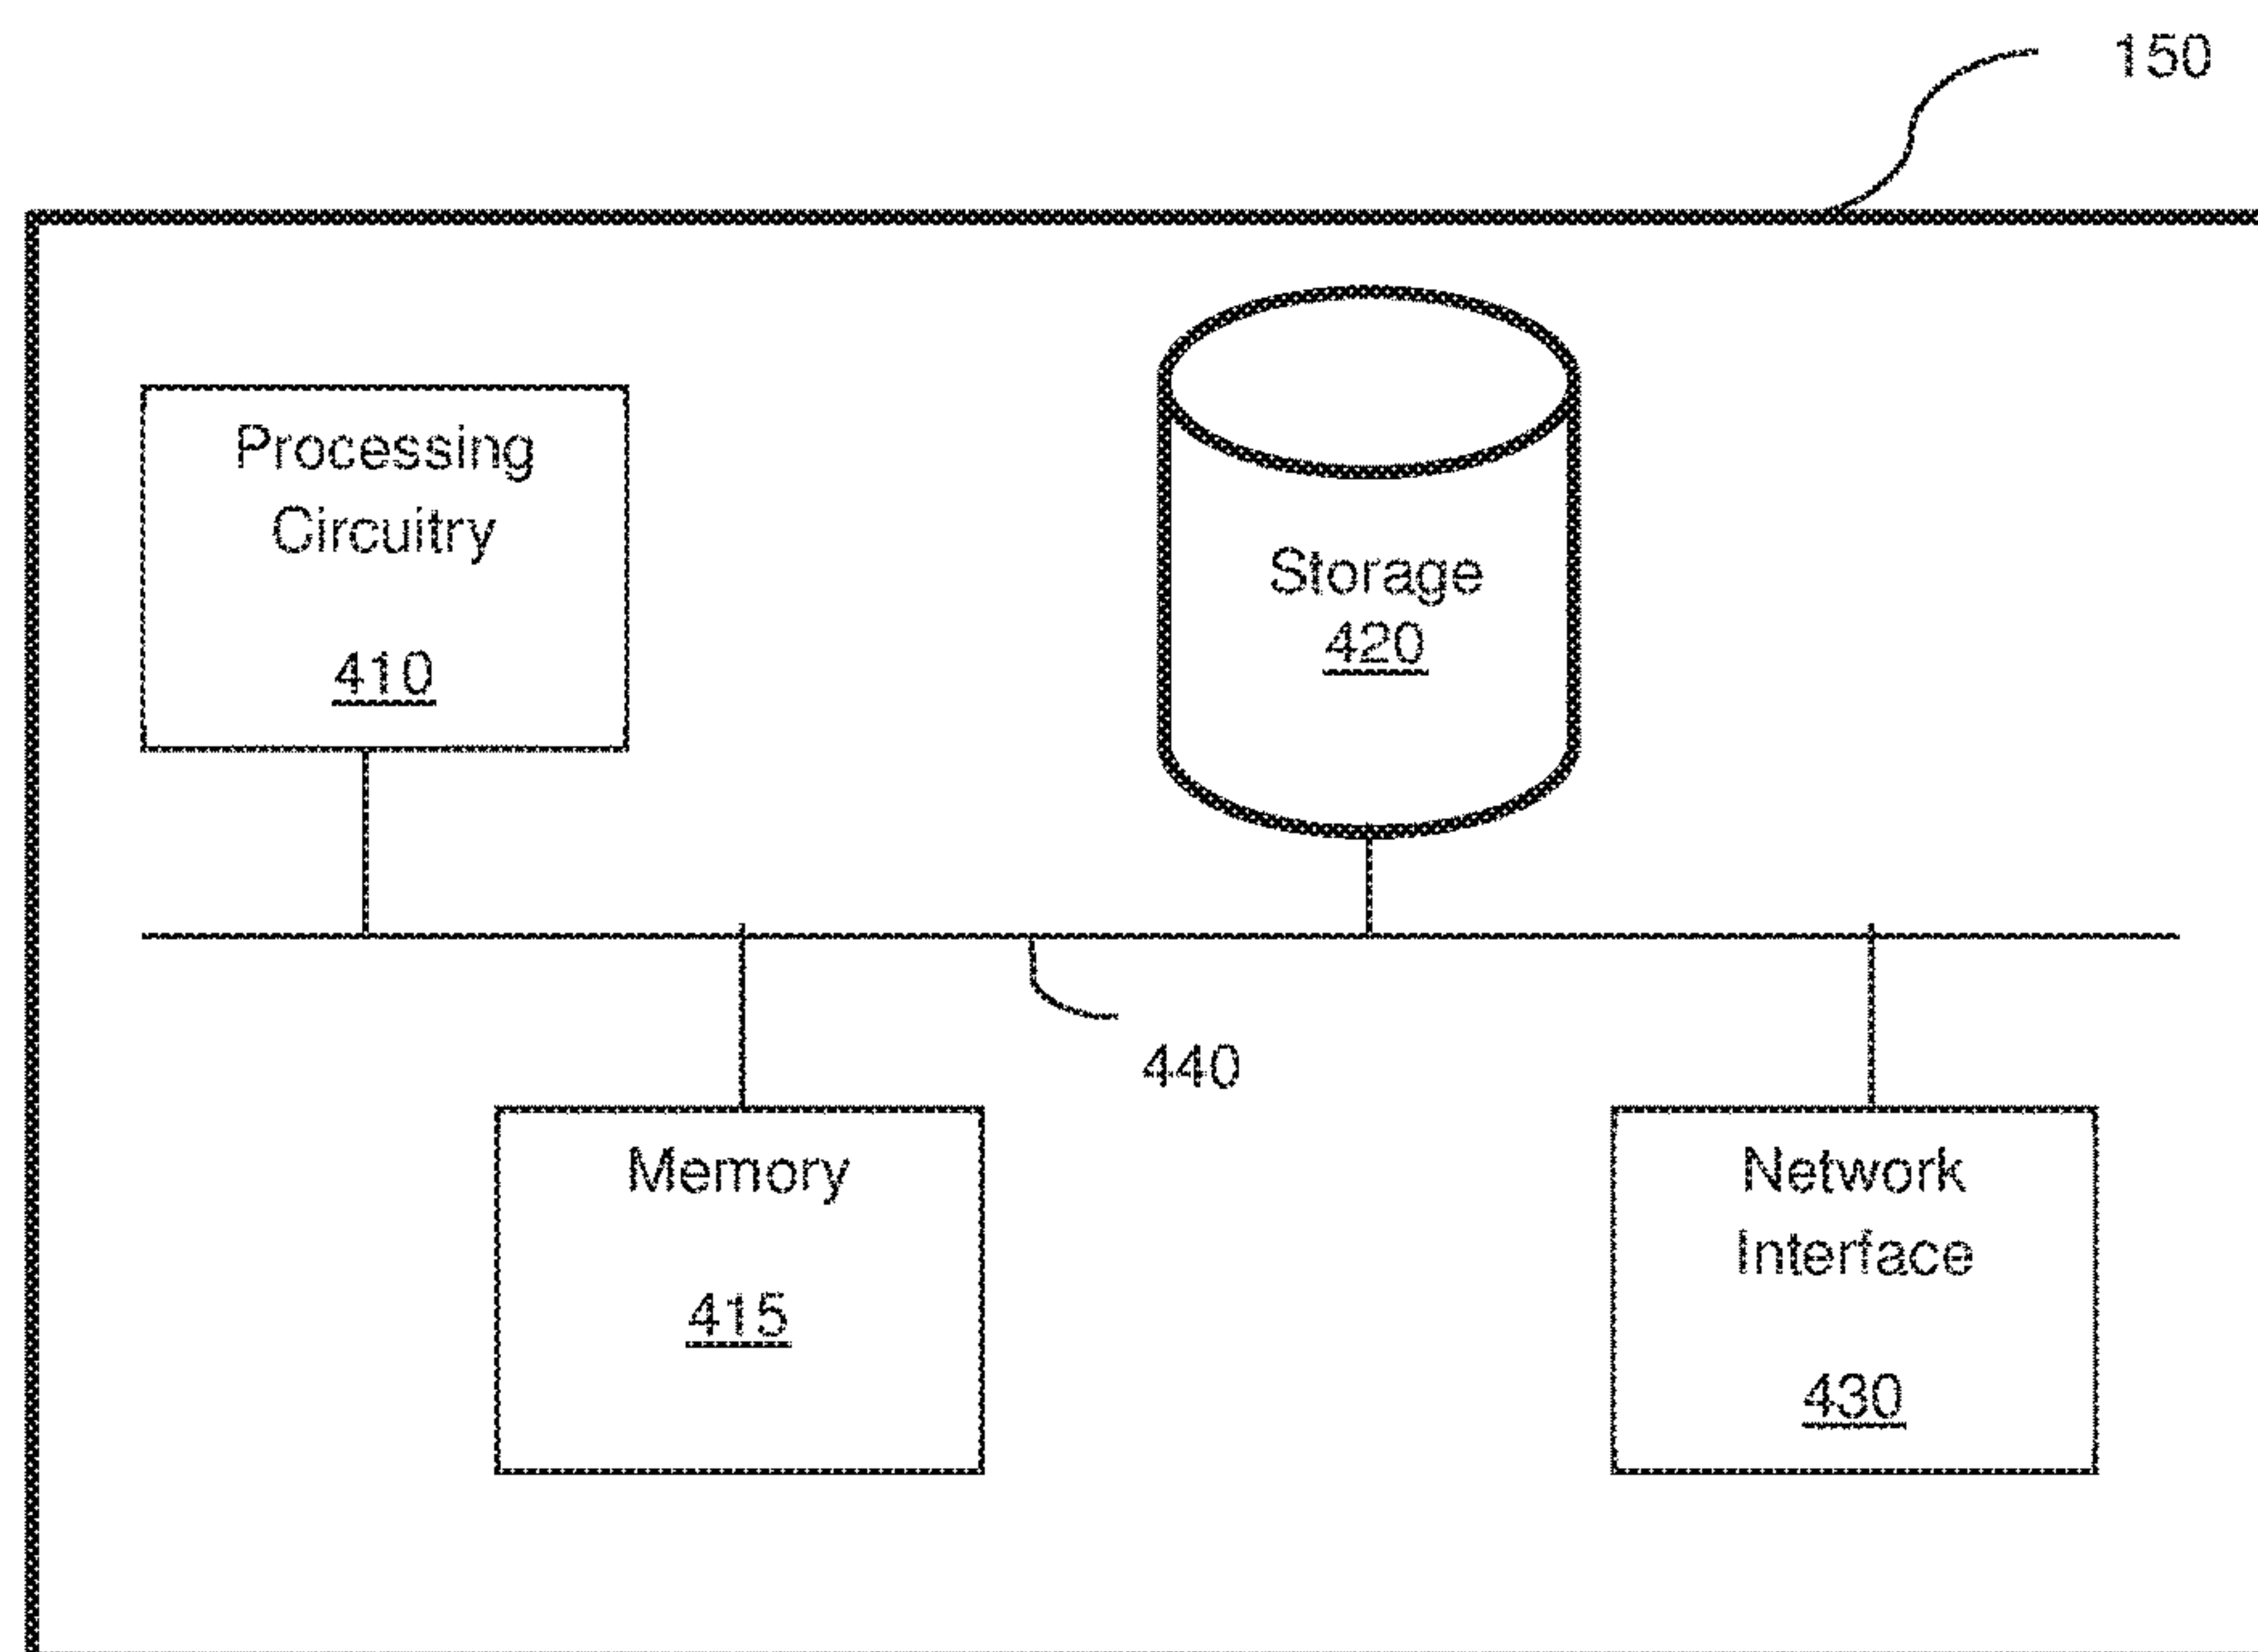 150
Processing
Circuitry
410
Storage
420
440
Memory
415
Network
Interface
430